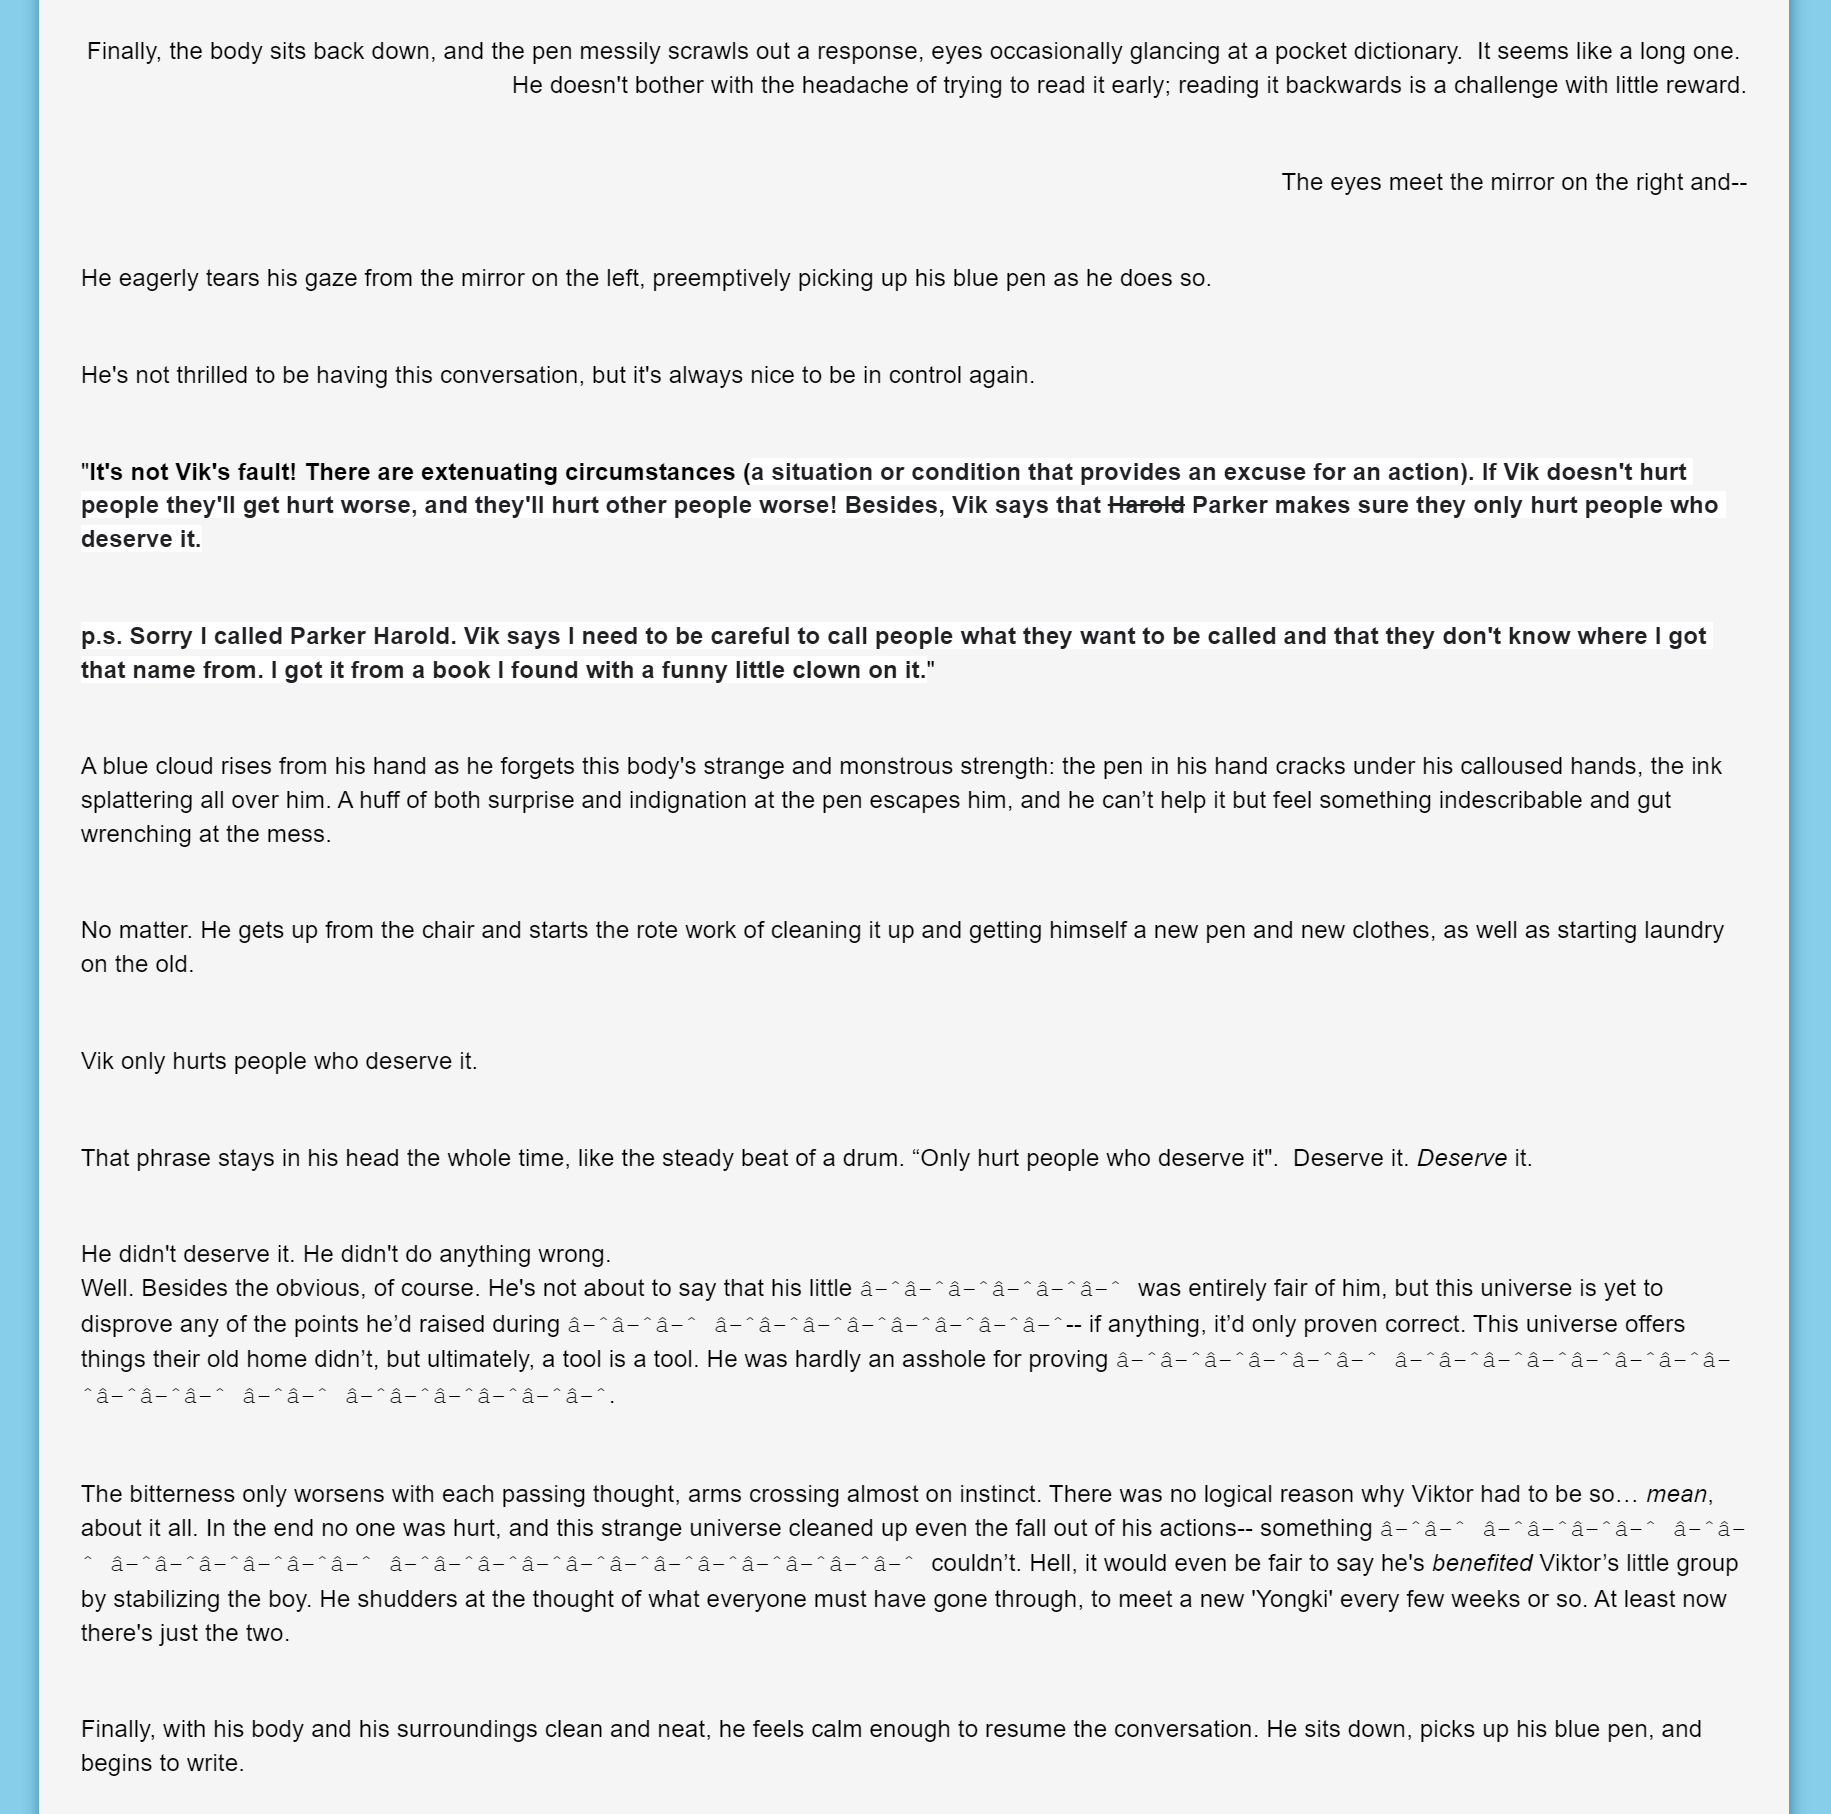 Finally, the body sits back down, and the pen messily scrawls out a response, eyes occasionally glancing at a pocket dictionary.  It seems like a long one.
He doesn't bother with the headache of trying to read it early; reading it backwards is a challenge with little reward.
The eyes meet the mirror on the right and--
He eagerly tears his gaze from the mirror on the left, preemptively picking up his blue pen as he does so.
He's not thrilled to be having this conversation, but it's always nice to be in control again.
"It's not Vik's fault! There are extenuating circumstances (a situation or condition that provides an excuse for an action). If Vik doesn't hurt
people they'll get hurt worse, and they'll hurt other people worse! Besides, Vik says that Harold Parker makes sure they only hurt people who
deserve it.
p.s. Sorry I called Parker Harold. Vik says I need to be careful to call people what they want to be called and that they don't know where I got
that name from. I got it from a book I found with a funny little clown on it."
A blue cloud rises from his hand as he forgets this body's strange and monstrous strength: the pen in his hand cracks under his calloused hands, the ink
splattering all over him. A huff of both surprise and indignation at the pen escapes him, and he can’t help it but feel something indescribable and gut
wrenching at the mess.
No matter. He gets up from the chair and starts the rote work of cleaning it up and getting himself a new pen and new clothes, as well as starting laundry
on the old.
Vik only hurts people who deserve it.
That phrase stays in his head the whole time, like the steady beat of a drum. “Only hurt people who deserve it".  Deserve it. Deserve it.
He didn't deserve it. He didn't do anything wrong.
Well. Besides the obvious, of course. He's not about to say that his little â–ˆâ–ˆâ–ˆâ–ˆâ–ˆâ–ˆ was entirely fair of him, but this universe is yet to
disprove any of the points he’d raised during â–ˆâ–ˆâ–ˆ â–ˆâ–ˆâ–ˆâ–ˆâ–ˆâ–ˆâ–ˆâ–ˆ-- if anything, it’d only proven correct. This universe offers
things their old home didn’t, but ultimately, a tool is a tool. He was hardly an asshole for proving â–ˆâ–ˆâ–ˆâ–ˆâ–ˆâ–ˆ â–ˆâ–ˆâ–ˆâ–ˆâ–ˆâ–ˆâ–ˆâ–
ˆâ–ˆâ–ˆâ–ˆ â–ˆâ–ˆ â–ˆâ–ˆâ–ˆâ–ˆâ–ˆâ–ˆ.
The bitterness only worsens with each passing thought, arms crossing almost on instinct. There was no logical reason why Viktor had to be so… mean,
about it all. In the end no one was hurt, and this strange universe cleaned up even the fall out of his actions-- something â–ˆâ–ˆ â–ˆâ–ˆâ–ˆâ–ˆ â–ˆâ–
ˆ â–ˆâ–ˆâ–ˆâ–ˆâ–ˆâ–ˆ â–ˆâ–ˆâ–ˆâ–ˆâ–ˆâ–ˆâ–ˆâ–ˆâ–ˆâ–ˆâ–ˆâ–ˆ couldn’t. Hell, it would even be fair to say he's benefited Viktor’s little group
by stabilizing the boy. He shudders at the thought of what everyone must have gone through, to meet a new 'Yongki' every few weeks or so. At least now
there's just the two.
Finally, with his body and his surroundings clean and neat, he feels calm enough to resume the conversation. He sits down, picks up his blue pen, and
begins to write.